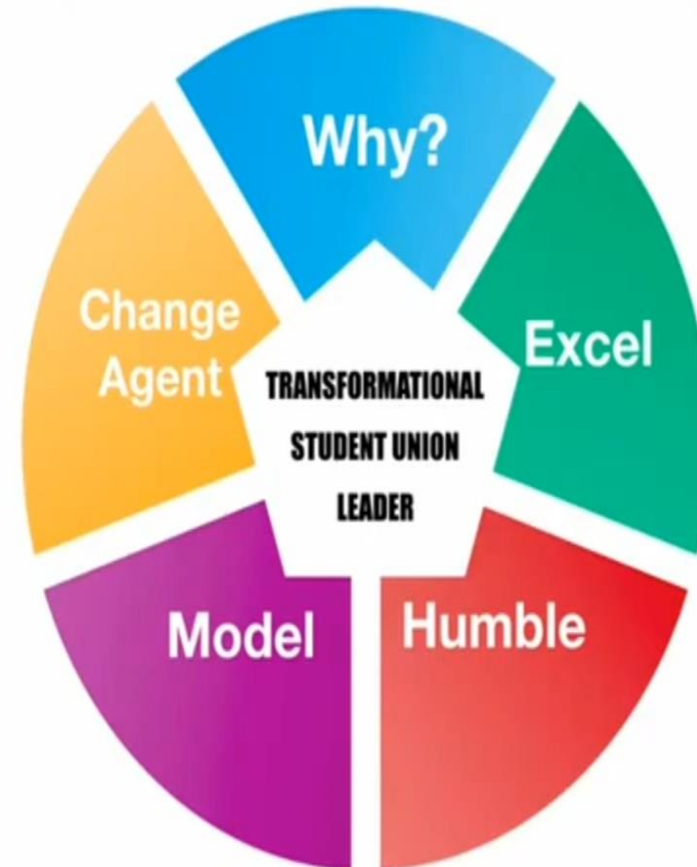 Why?
Excel
Humble
Model
Change
Agent
TRANSFORMATIONAL
STUDENT UNION
LEADER